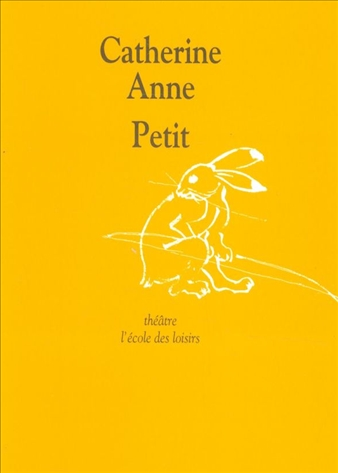 Catherine
Anne
Petit
théâtre
l'école des loisirs